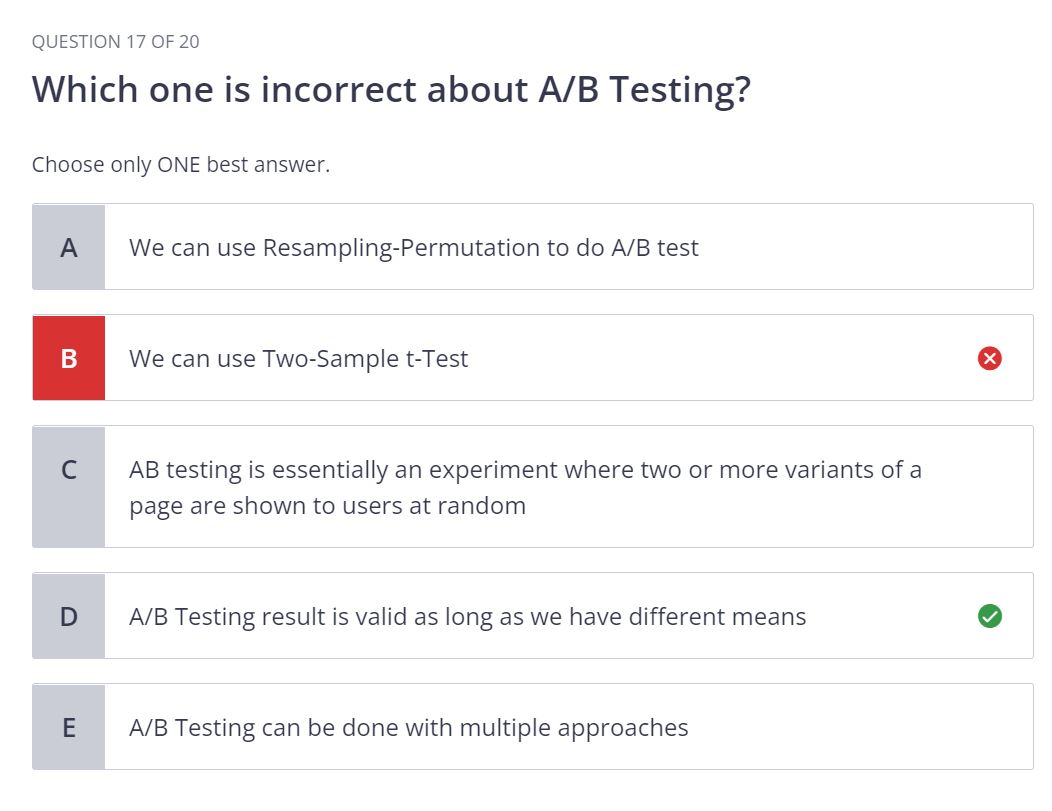 QUESTION 17 OF 20
Which one is incorrect about A/B Testing?
Choose only ONE best answer.
A
We can use Resampling-Permutation to do A/B test
B
We can use Two-Sample t-Test
C
AB testing is essentially an experiment where two or more variants of a
page are shown to users at random
D
A/B Testing result is valid as long as we have different means
E
A/B Testing can be done with multiple approaches